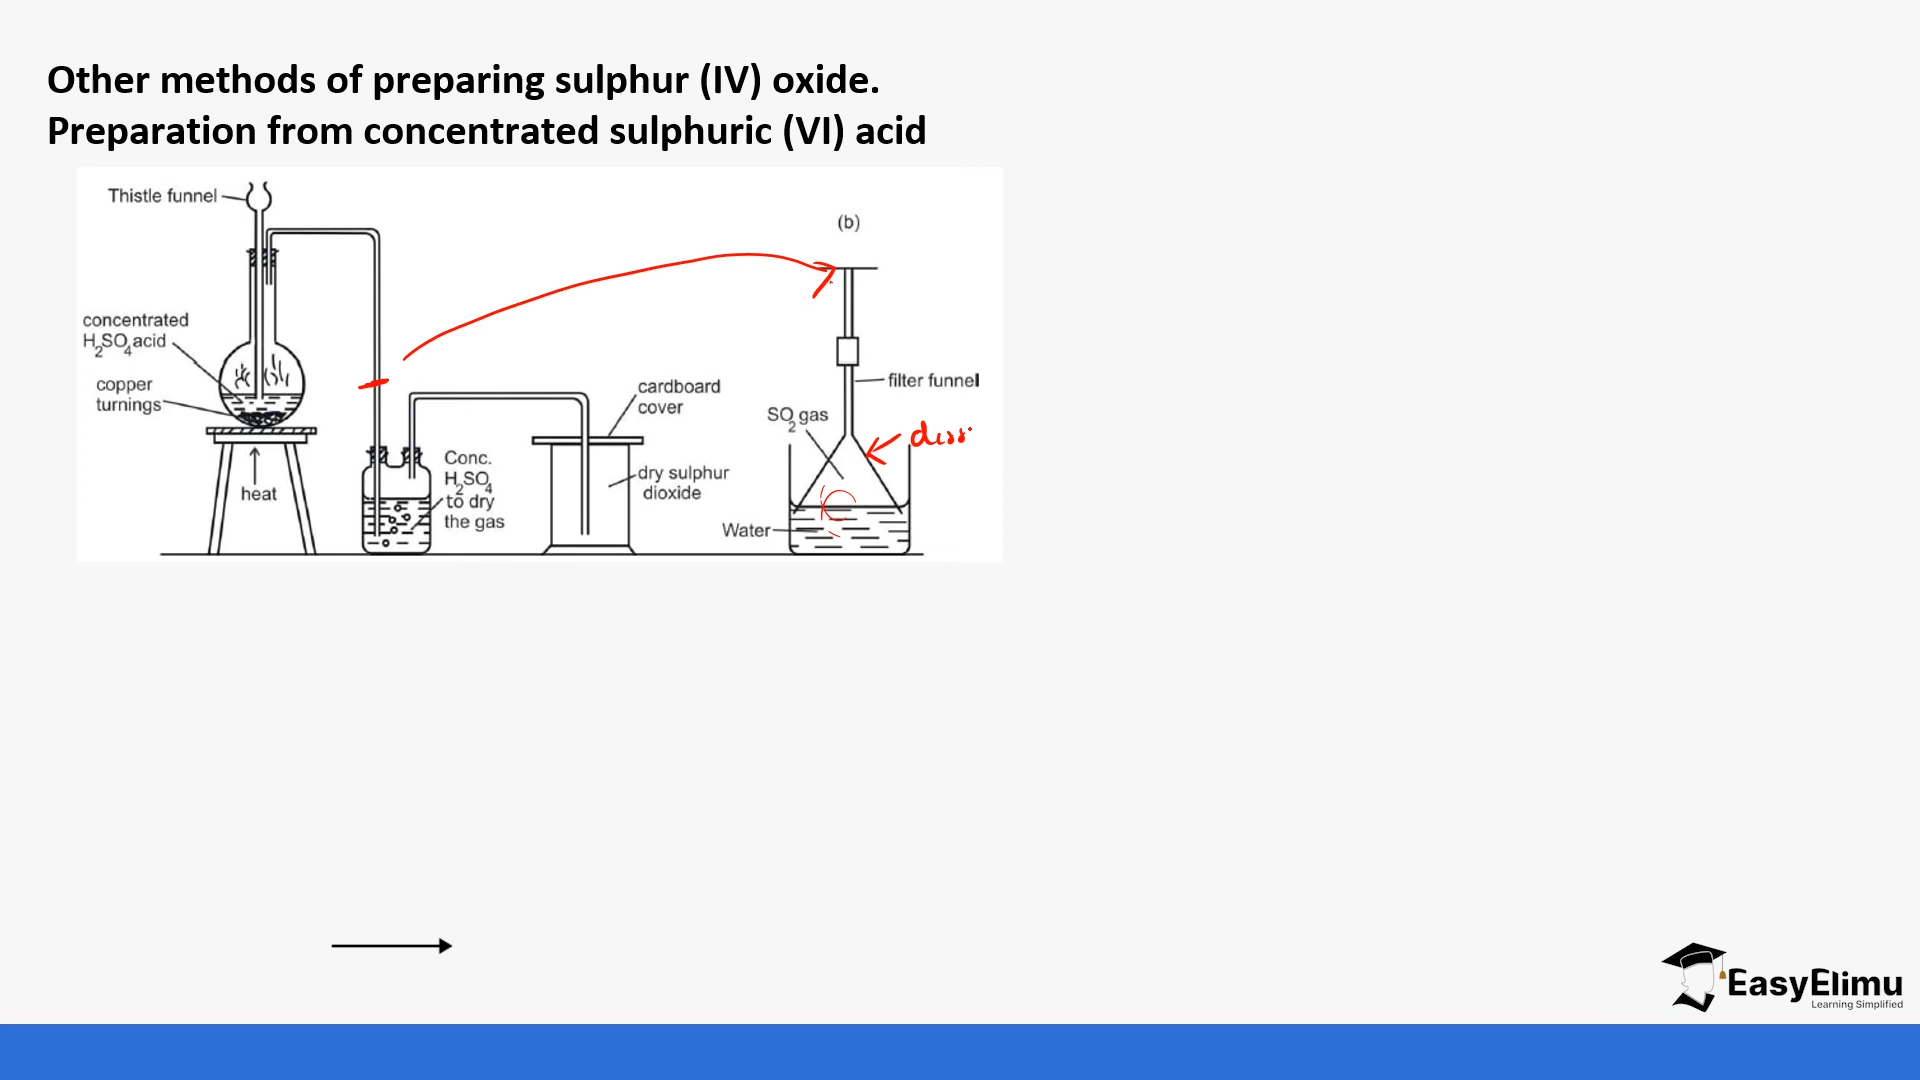 Other methods of preparing sulphur (IV) oxide.
Preparation from concentrated sulphuric (VI) acid
Thistle funnel
(b)
concentrated
H2SO4 acid
copper
turnings
heat
Conc.
H2SO4
to dry
the gas
cardboard
cover
dry sulphur
dioxide
SO2 gas
filter funnel
Water
EasyElimu
Learning Simplified